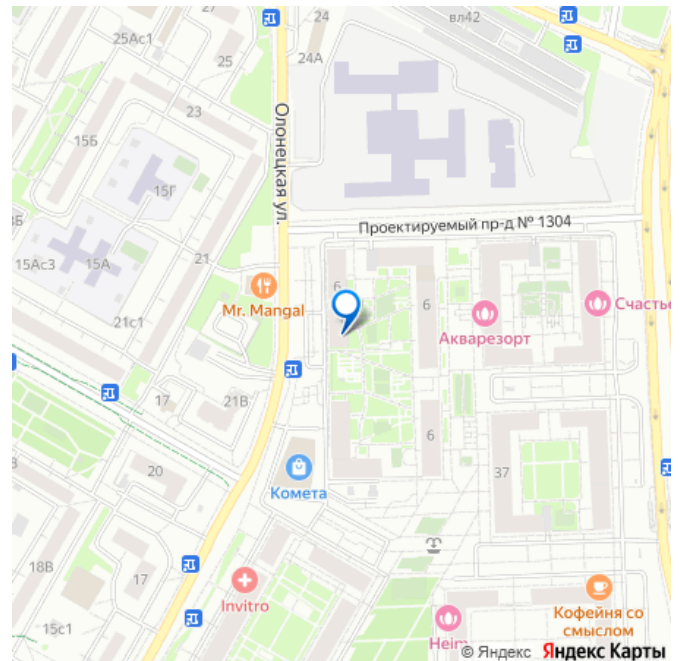 24
вл42
25Ас1
25
24А
23
Олонецкая ул.
15Б
15Г
Проектируемый пр-д № 1304
3Б
15Ас3
15А
21
6
6
Mr. Mangal
Счастье
Акварезорт
21с1
17
21В
6
37
20
Комета
18В
17
Invitro
15с1
Кофейня со
смыслом
Heim
© Яндекс Яндекс Карты